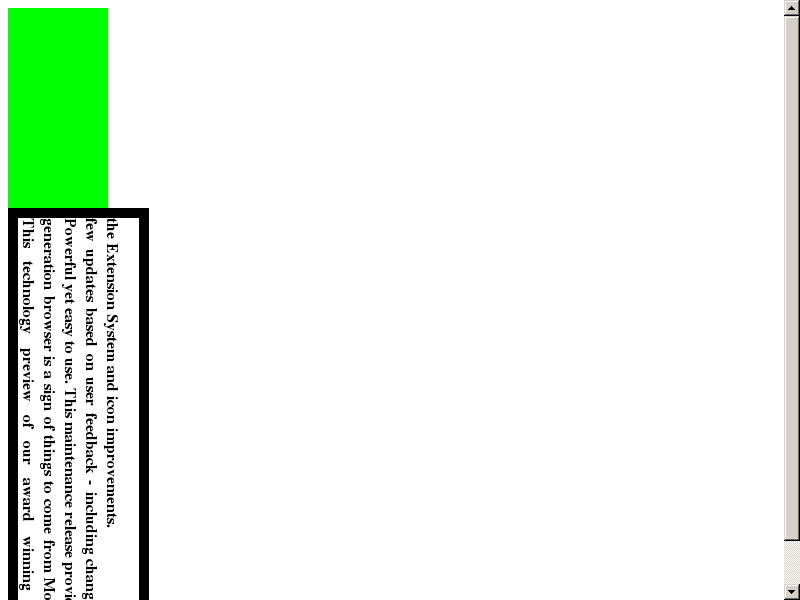 This technology preview of our award winning
generation browser is a sign of things to come from Mo
Powerful yet easy to use. This maintenance release provi
few updates based on user feedback - including chang
the Extension System and icon improvements.